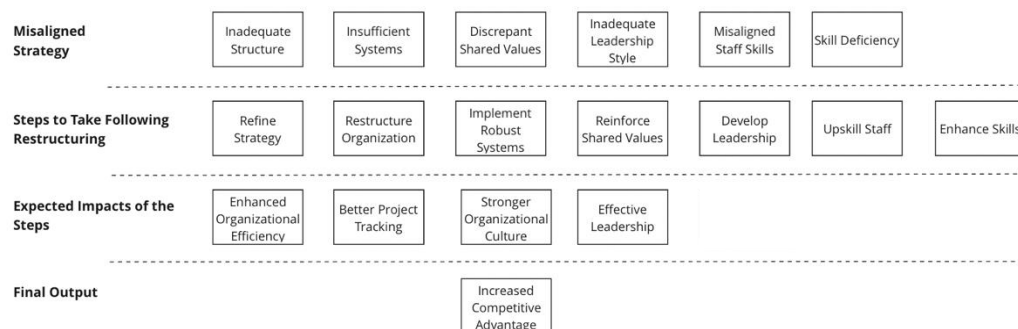 Misaligned
Strategy
Inadequate
Structure
Insufficient
Systems
Discrepant
Shared Values
Inadequate
Leadership
Style
Misaligned
Staff Skills
Skill Deficiency
Steps to Take Following
Restructuring
Refine
Strategy
Restructure
Organization
Implement
Robust
Systems
Reinforce
Shared Values
Develop
Leadership
Upskill Staff
Enhance Skills
Expected Impacts of the
Steps
Enhanced
Organizational
Efficiency
Better Project
Tracking
Stronger
Organizational
Culture
Effective
Leadership
Final Output
Increased
Competitive
Advantage